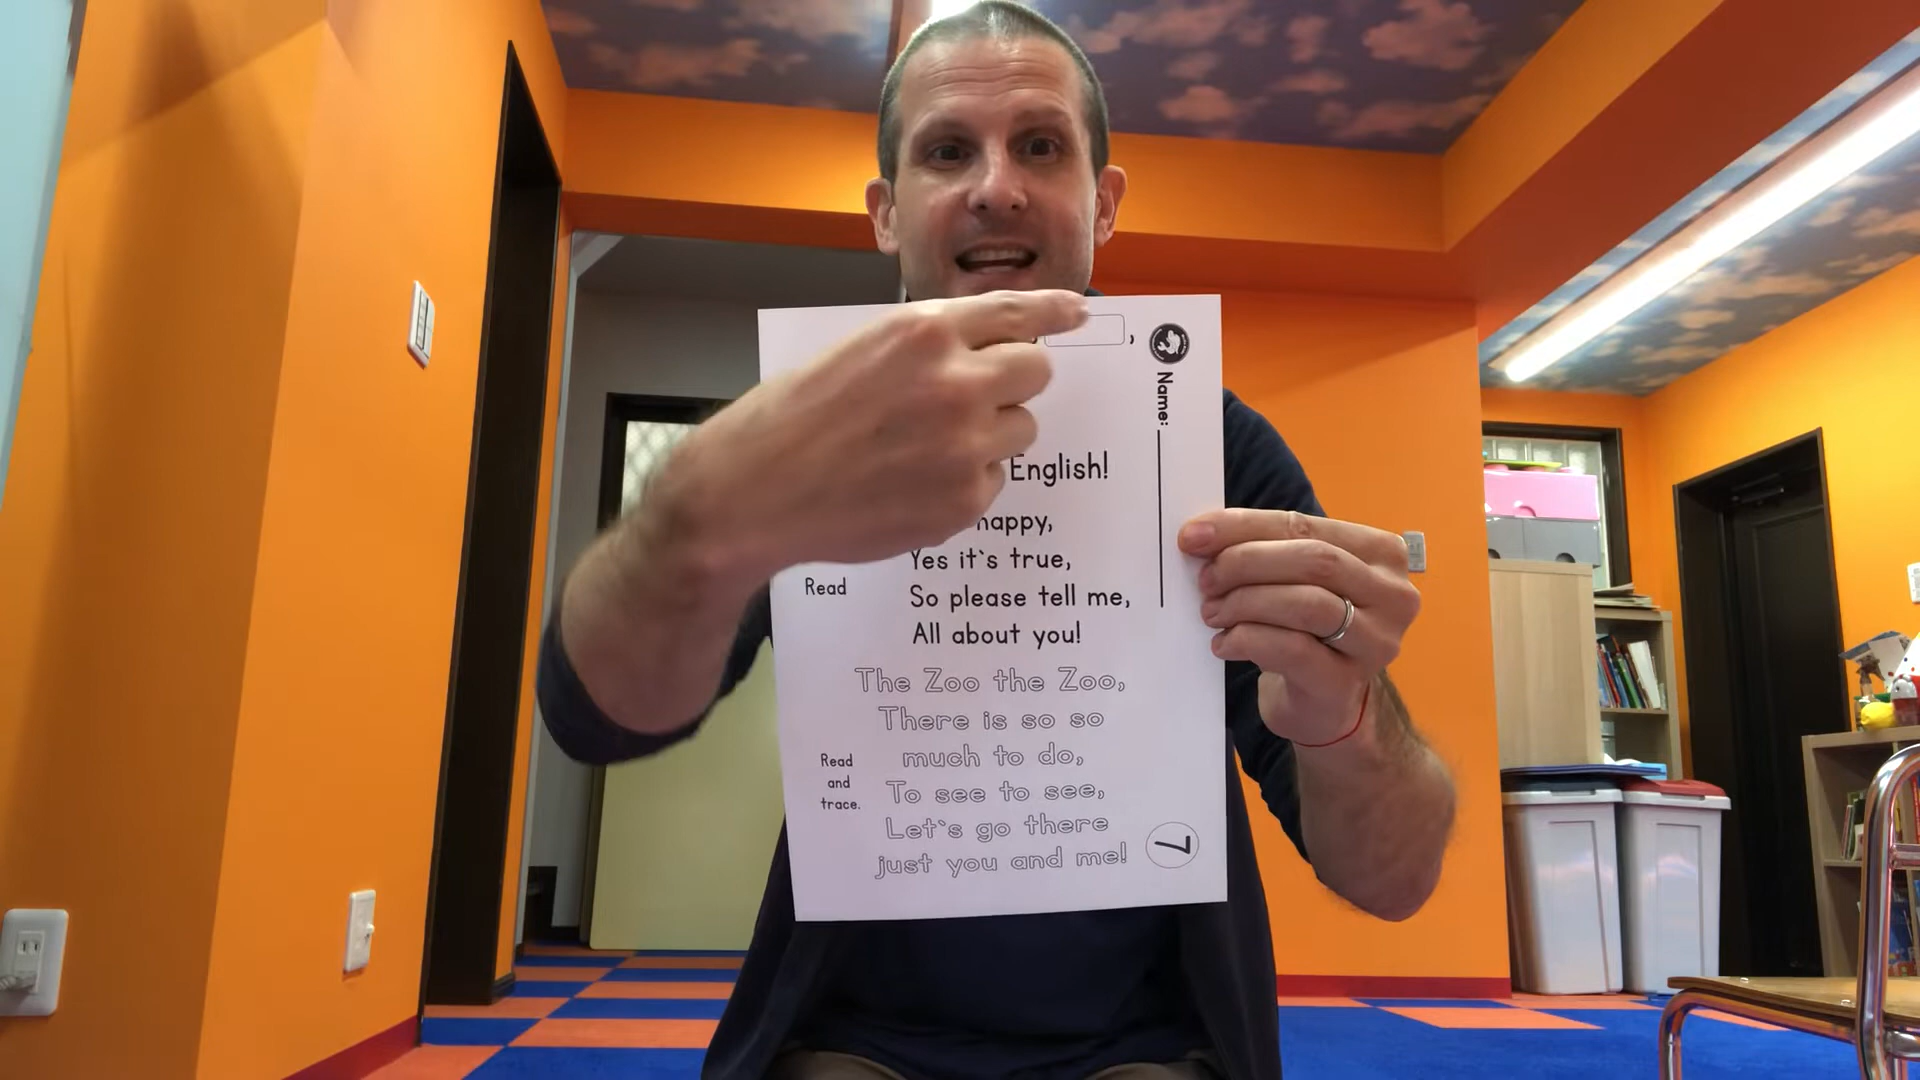 Name:
English!
happy,
Yes it`s true,
So please tell me,
All about you!
Read
The Zoo the Zoo,
There is so so
much to do,
To see to see,
Let`s go there
just you and me!
Read
and
trace.
7